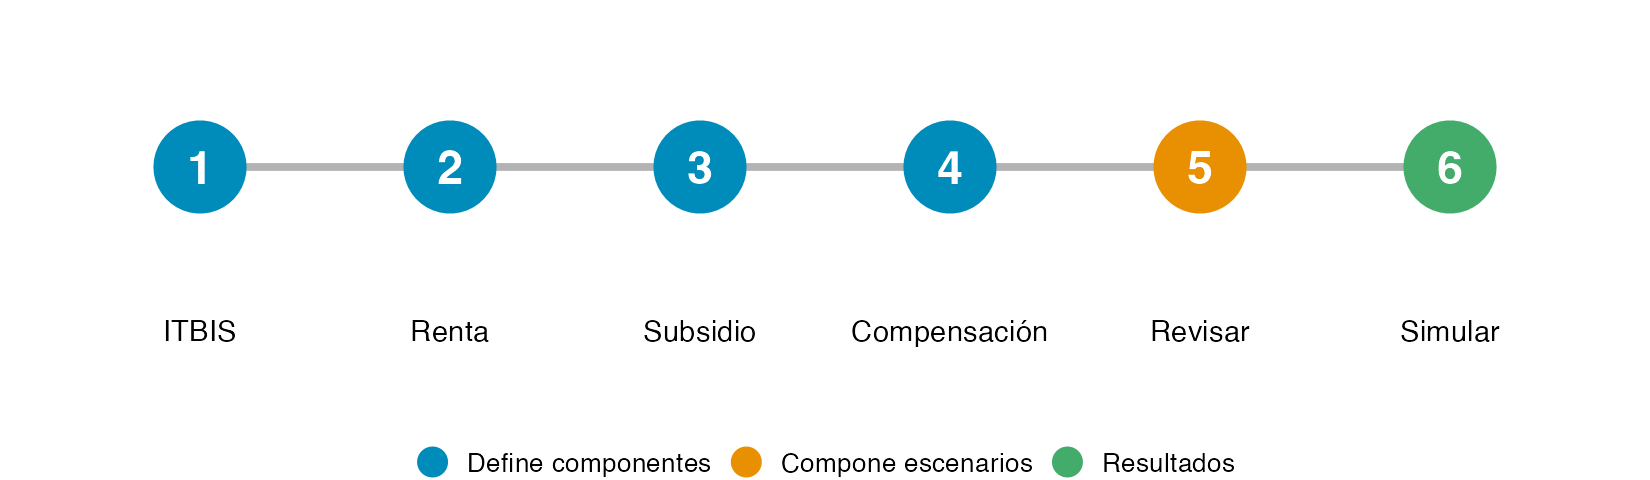 1 2 3 4 5 6
ITBIS Renta Subsidio Compensación Revisar Simular
Define componentes Compone escenarios Resultados